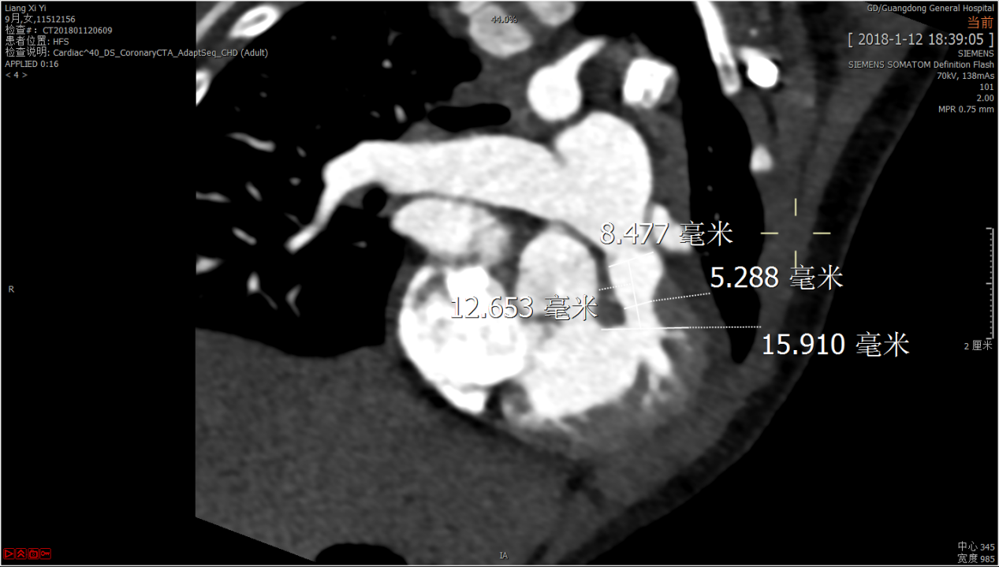 Liang Xi Yi
9月,女,11512156
检查#: CT201801120609
患者位置: HFS
检查说明: Cardiac^40_DS_CoronaryCTA_AdaptSeq_CHD (Adult)
APPLIED 0:16
< 4 >
44.0%
GD/Guangdong General Hospital
当前
[ 2018-1-12 18:39:05 ]
SIEMENS
SIEMENS SOMATOM Definition Flash
70kV, 138mAs
101
2.00
MPR 0.75 mm
8.477 毫米
5.288 毫米
12.653 毫米
15.910 毫米
R
2 厘米
IA
中心 345
宽度 985